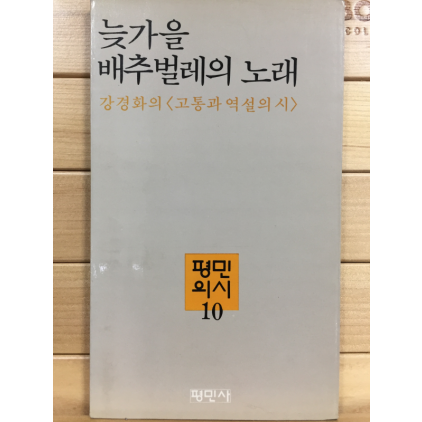 늦가을
배추벌레의 노래
강경화의〈고통과 역설의 시〉
평민
의시
10
평민사